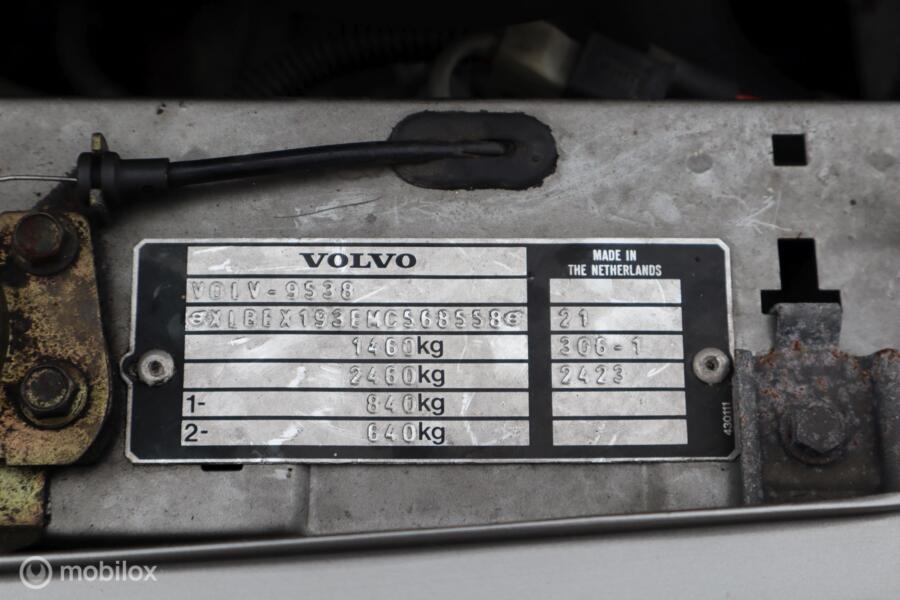 VOLVO
MADE IN
THE NETHERLANDS
VOLV-9538
XLBEX193EMC568558 21
1460kg 306-1
2460kg 2423
1- 840kg
2- 640kg
430111
mobilox